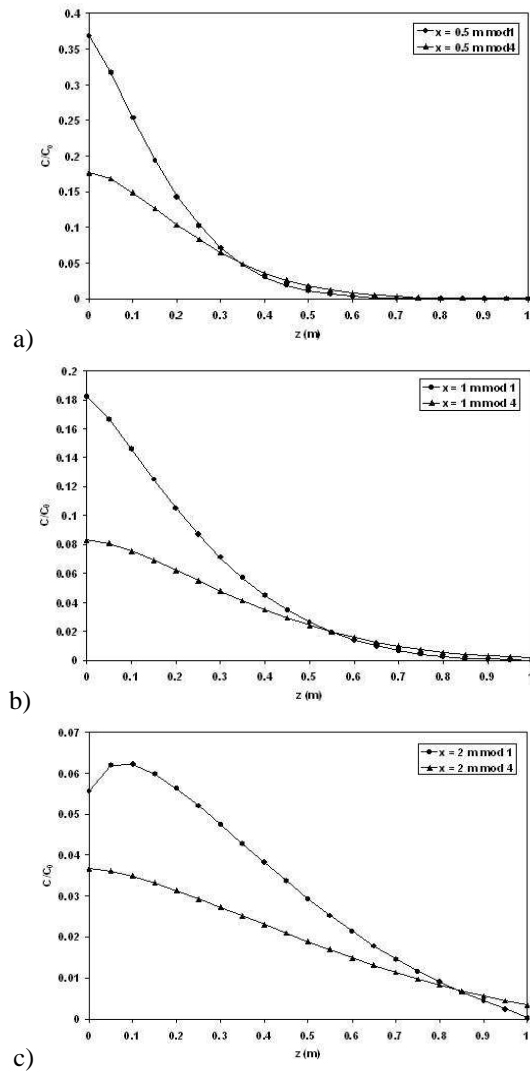 0.4
0.35
0.3
0.25
0.2
0.15
0.1
0.05
0
C/C₀
x = 0.5 m mod1
x = 0.5 m mod4
0 0.1 0.2 0.3 0.4 0.5 0.6 0.7 0.8 0.9 1
z (m)
a)
0.2
0.18
0.16
0.14
0.12
0.1
0.08
0.06
0.04
0.02
0
C/C₀
x = 1 m mod 1
x = 1 m mod 4
0 0.1 0.2 0.3 0.4 0.5 0.6 0.7 0.8 0.9 1
z (m)
b)
0.07
0.06
0.05
0.04
0.03
0.02
0.01
0
C/C₀
x = 2 m mod 1
x = 2 m mod 4
0 0.1 0.2 0.3 0.4 0.5 0.6 0.7 0.8 0.9 1
z (m)
c)